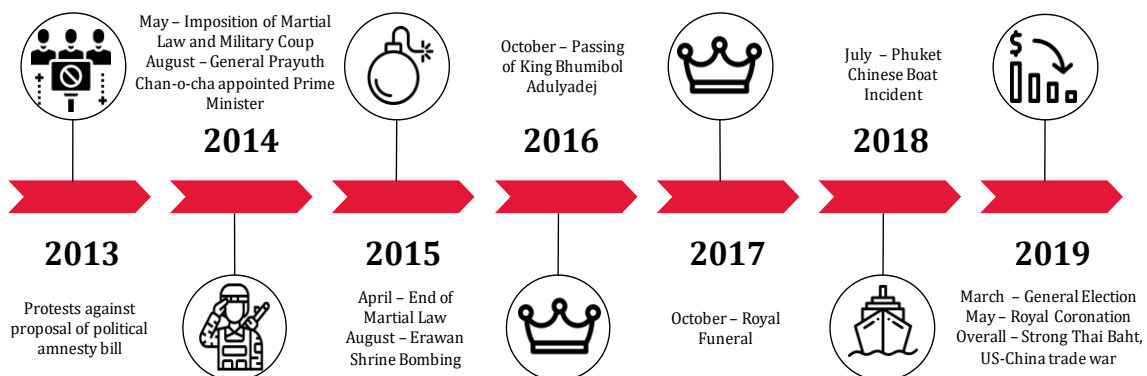 2013
Protests against
proposal of political
amnesty bill
May – Imposition of Martial
Law and Military Coup
August – General Prayuth
Chan-o-cha appointed Prime
Minister
2014
2015
April – End of
Martial Law
August – Erawan
Shrine Bombing
October – Passing
of King Bhumibol
Adulyadej
2016
2017
October – Royal
Funeral
July – Phuket
Chinese Boat
Incident
2018
$
2019
March – General Election
May – Royal Coronation
Overall – Strong Thai Baht,
US-China trade war